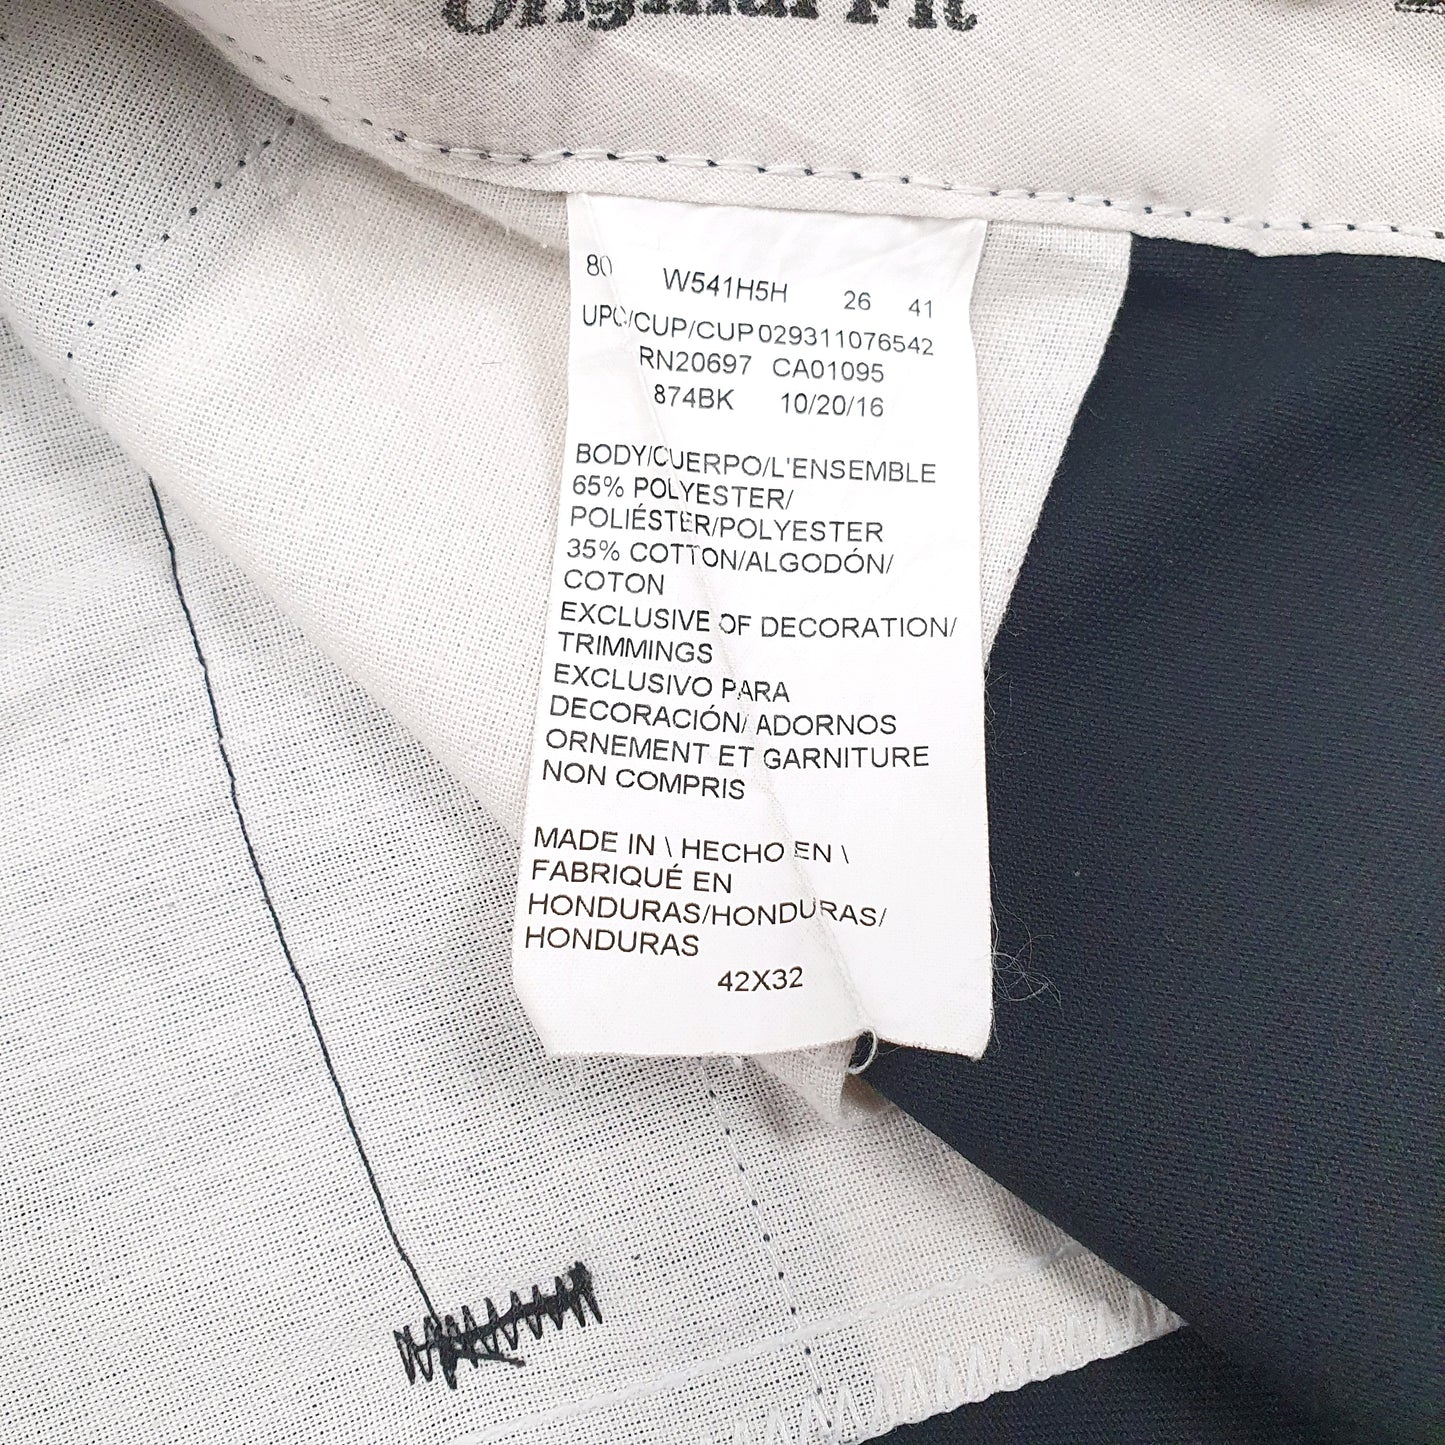 Original Fit
80 W541H5H 26 41
UPC/CUP/CUP 029311076542
RN20697 CA01095
874BK 10/20/16
BODY/CUERPO/L'ENSEMBLE
65% POLYESTER/
POLIÉSTER/POLYESTER
35% COTTON/ALGODÓN/
COTON
EXCLUSIVE OF DECORATION/
TRIMMINGS
EXCLUSIVO PARA
DECORACIÓN/ ADORNOS
ORNEMENT ET GARNITURE
NON COMPRIS
MADE IN \ HECHO EN \
FABRIQUÉ EN
HONDURAS/HONDURAS/
HONDURAS
42X32